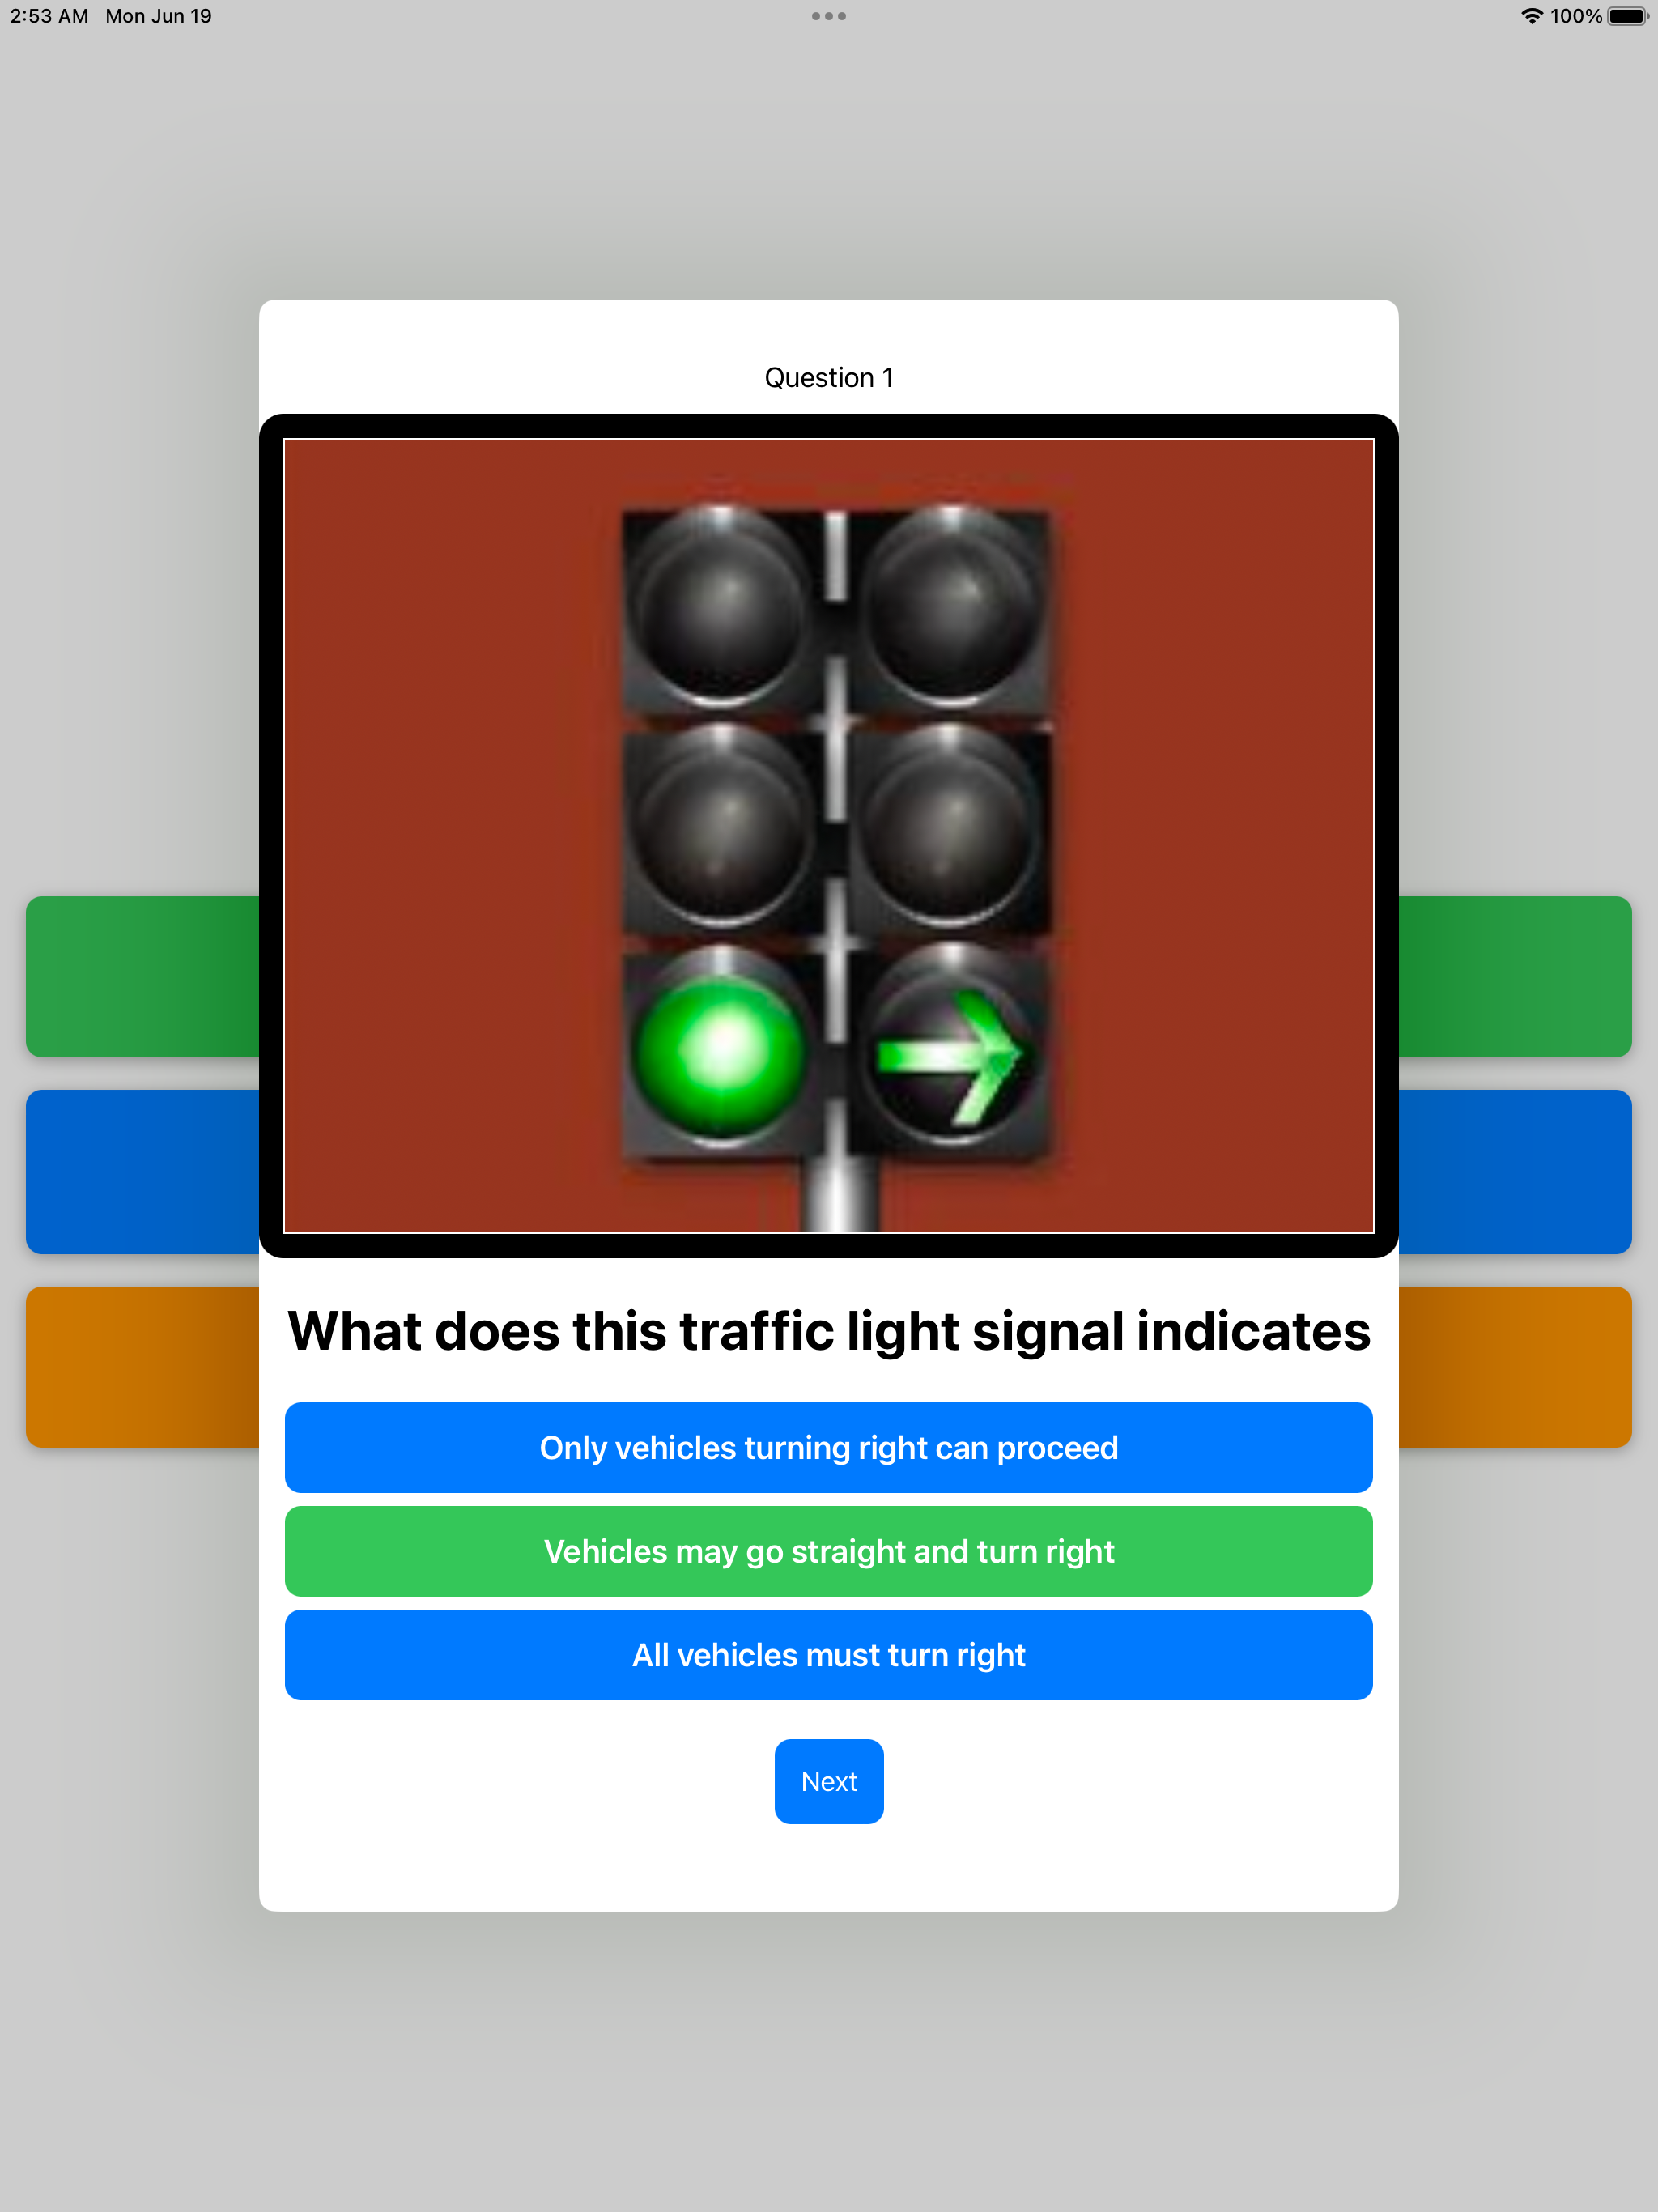 2:53 AM Mon Jun 19
100%
Question 1
What does this traffic light signal indicates
Only vehicles turning right can proceed
Vehicles may go straight and turn right
All vehicles must turn right
Next